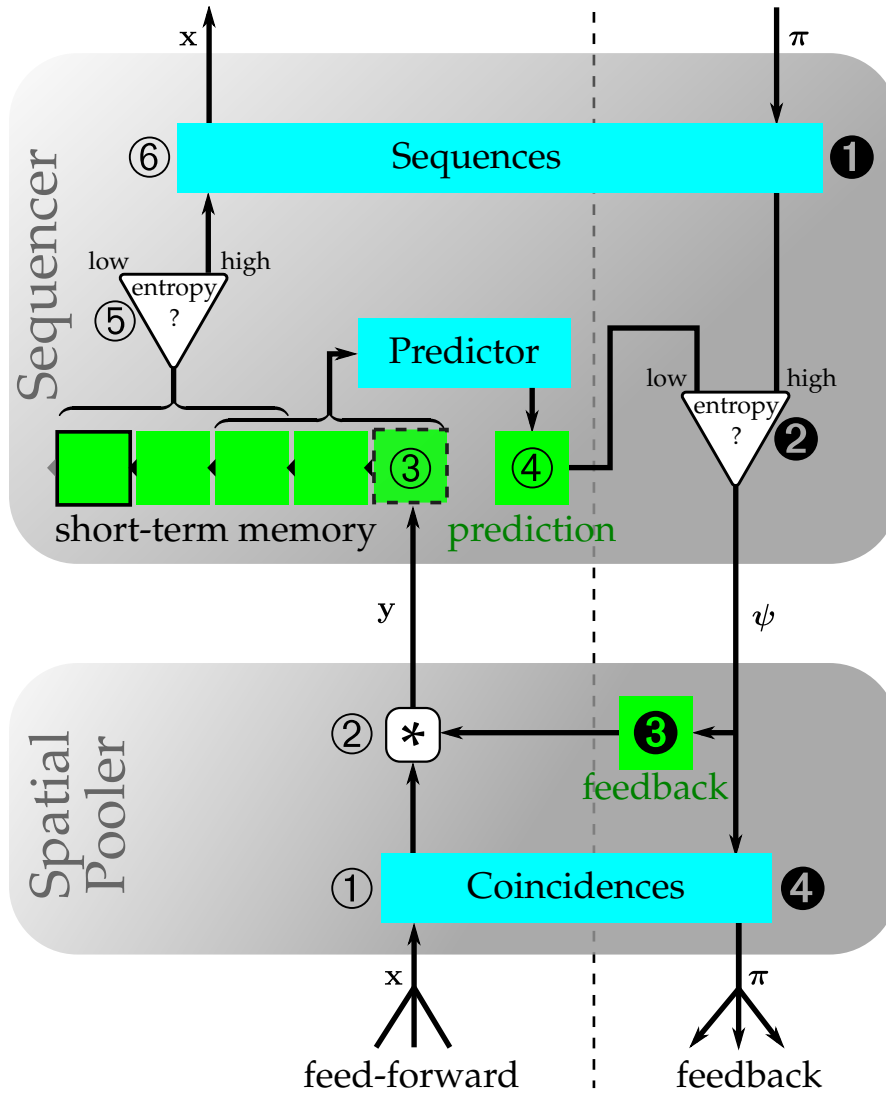 x
π
⑥
Sequences
❶
Sequencer
low
high
entropy
?
⑤
Predictor
low
high
entropy
?
❷
③
④
short-term memory
prediction
y
ψ
②
*
❸
feedback
Spatial
Pooler
①
Coincidences
❹
x
π
feed-forward
feedback